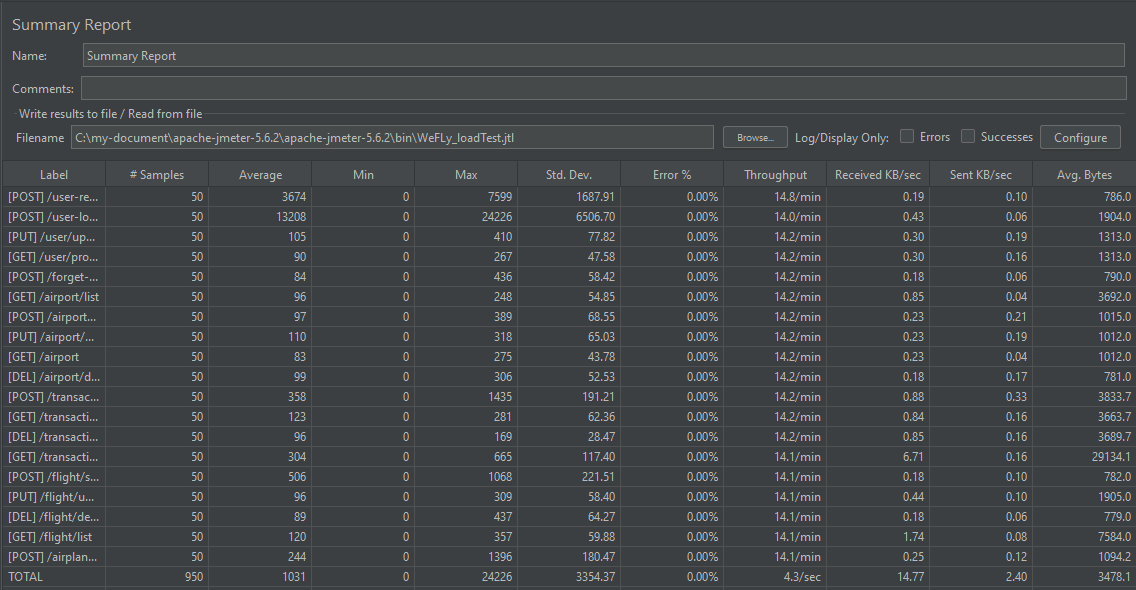 Summary Report
Name: Summary Report
Comments:
Write results to file / Read from file
Filename C:\my-document\apache-jmeter-5.6.2\apache-jmeter-5.6.2\bin\WeFLy_loadTest.jtl Browse... Log/Display Only: Errors Successes Configure
Label # Samples Average Min Max Std. Dev. Error % Throughput Received KB/sec Sent KB/sec Avg. Bytes
[POST] /user-re... 50 3674 0 7599 1687.91 0.00% 14.8/min 0.19 0.10 786.0
[POST] /user-lo... 50 13208 0 24226 6506.70 0.00% 14.0/min 0.43 0.06 1904.0
[PUT] /user/up... 50 105 0 410 77.82 0.00% 14.2/min 0.30 0.19 1313.0
[GET] /user/pro... 50 90 0 267 47.58 0.00% 14.2/min 0.30 0.16 1313.0
[POST] /forget-... 50 84 0 436 58.42 0.00% 14.2/min 0.18 0.06 790.0
[GET] /airport/list 50 96 0 248 54.85 0.00% 14.2/min 0.85 0.04 3692.0
[POST] /airport... 50 97 0 389 68.55 0.00% 14.2/min 0.23 0.21 1015.0
[PUT] /airport/... 50 110 0 318 65.03 0.00% 14.2/min 0.23 0.19 1012.0
[GET] /airport 50 83 0 275 43.78 0.00% 14.2/min 0.23 0.04 1012.0
[DEL] /airport/d... 50 99 0 306 52.53 0.00% 14.2/min 0.18 0.17 781.0
[POST] /transac... 50 358 0 1435 191.21 0.00% 14.2/min 0.88 0.33 3833.7
[GET] /transacti... 50 123 0 281 62.36 0.00% 14.2/min 0.84 0.16 3663.7
[DEL] /transacti... 50 96 0 169 28.47 0.00% 14.2/min 0.85 0.16 3689.7
[GET] /transacti... 50 304 0 665 117.40 0.00% 14.1/min 6.71 0.16 29134.1
[POST] /flight/s... 50 506 0 1068 221.51 0.00% 14.1/min 0.18 0.10 782.0
[PUT] /flight/u... 50 96 0 309 58.40 0.00% 14.1/min 0.44 0.10 1905.0
[DEL] /flight/de... 50 89 0 437 64.27 0.00% 14.1/min 0.18 0.06 779.0
[GET] /flight/list 50 120 0 357 59.88 0.00% 14.1/min 1.74 0.08 7584.0
[POST] /airplan... 50 244 0 1396 180.47 0.00% 14.1/min 0.25 0.12 1094.2
TOTAL 950 1031 0 24226 3354.37 0.00% 4.3/sec 14.77 2.40 3478.1